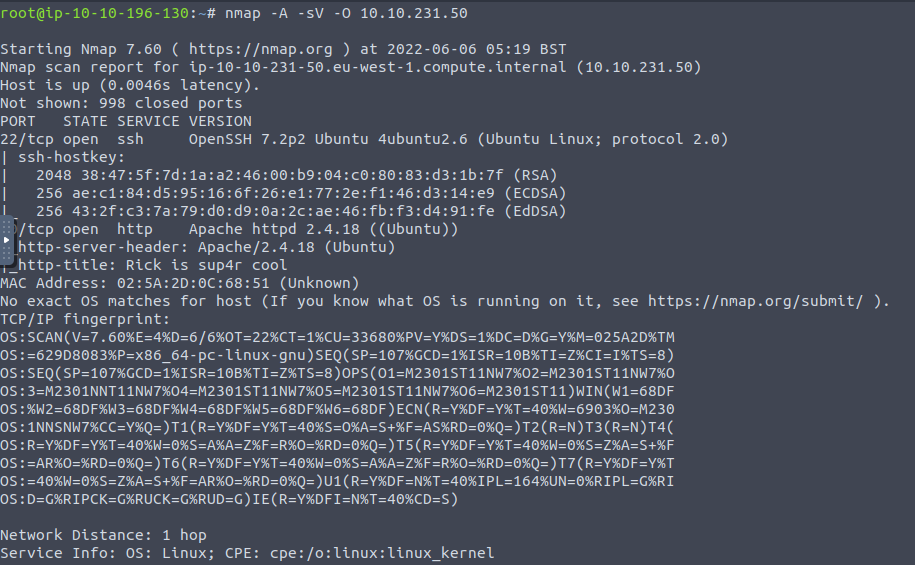 root@ip-10-10-196-130:~# nmap -A -sV -O 10.10.231.50
Starting Nmap 7.60 ( https://nmap.org ) at 2022-06-06 05:19 BST
Nmap scan report for ip-10-10-231-50.eu-west-1.compute.internal (10.10.231.50)
Host is up (0.0046s latency).
Not shown: 998 closed ports
PORT   STATE SERVICE VERSION
22/tcp open  ssh     OpenSSH 7.2p2 Ubuntu 4ubuntu2.6 (Ubuntu Linux; protocol 2.0)
| ssh-hostkey:
|   2048 38:47:5f:7d:1a:a2:46:00:b9:04:c0:80:83:d3:1b:7f (RSA)
|   256 ae:c1:84:d5:95:16:6f:26:e1:77:2e:f1:46:d3:14:e9 (ECDSA)
|_  256 43:2f:c3:7a:79:d0:d9:0a:2c:ae:46:fb:f3:d4:91:fe (EdDSA)
/tcp open  http    Apache httpd 2.4.18 ((Ubuntu))
http-server-header: Apache/2.4.18 (Ubuntu)
|_http-title: Rick is sup4r cool
MAC Address: 02:5A:2D:0C:68:51 (Unknown)
No exact OS matches for host (If you know what OS is running on it, see https://nmap.org/submit/ ).
TCP/IP fingerprint:
OS:SCAN(V=7.60%E=4%D=6/6%OT=22%CT=1%CU=33680%PV=Y%DS=1%DC=D%G=Y%M=025A2D%TM
OS:=629D8083%P=x86_64-pc-linux-gnu)SEQ(SP=107%GCD=1%ISR=10B%TI=Z%CI=I%TS=8)
OS:SEQ(SP=107%GCD=1%ISR=10B%TI=Z%TS=8)OPS(O1=M2301ST11NW7%O2=M2301ST11NW7%O
OS:3=M2301NNT11NW7%O4=M2301ST11NW7%O5=M2301ST11NW7%O6=M2301ST11)WIN(W1=68DF
OS:%W2=68DF%W3=68DF%W4=68DF%W5=68DF%W6=68DF)ECN(R=Y%DF=Y%T=40%W=6903%O=M230
OS:1NNSNW7%CC=Y%Q=)T1(R=Y%DF=Y%T=40%S=O%A=S+%F=AS%RD=0%Q=)T2(R=N)T3(R=N)T4(
OS:R=Y%DF=Y%T=40%W=0%S=A%A=Z%F=R%O=%RD=0%Q=)T5(R=Y%DF=Y%T=40%W=0%S=Z%A=S+%F
OS:=AR%O=%RD=0%Q=)T6(R=Y%DF=Y%T=40%W=0%S=A%A=Z%F=R%O=%RD=0%Q=)T7(R=Y%DF=Y%T
OS:=40%W=0%S=Z%A=S+%F=AR%O=%RD=0%Q=)U1(R=Y%DF=N%T=40%IPL=164%UN=0%RIPL=G%RI
OS:D=G%RIPCK=G%RUCK=G%RUD=G)IE(R=Y%DFI=N%T=40%CD=S)
Network Distance: 1 hop
Service Info: OS: Linux; CPE: cpe:/o:linux:linux_kernel